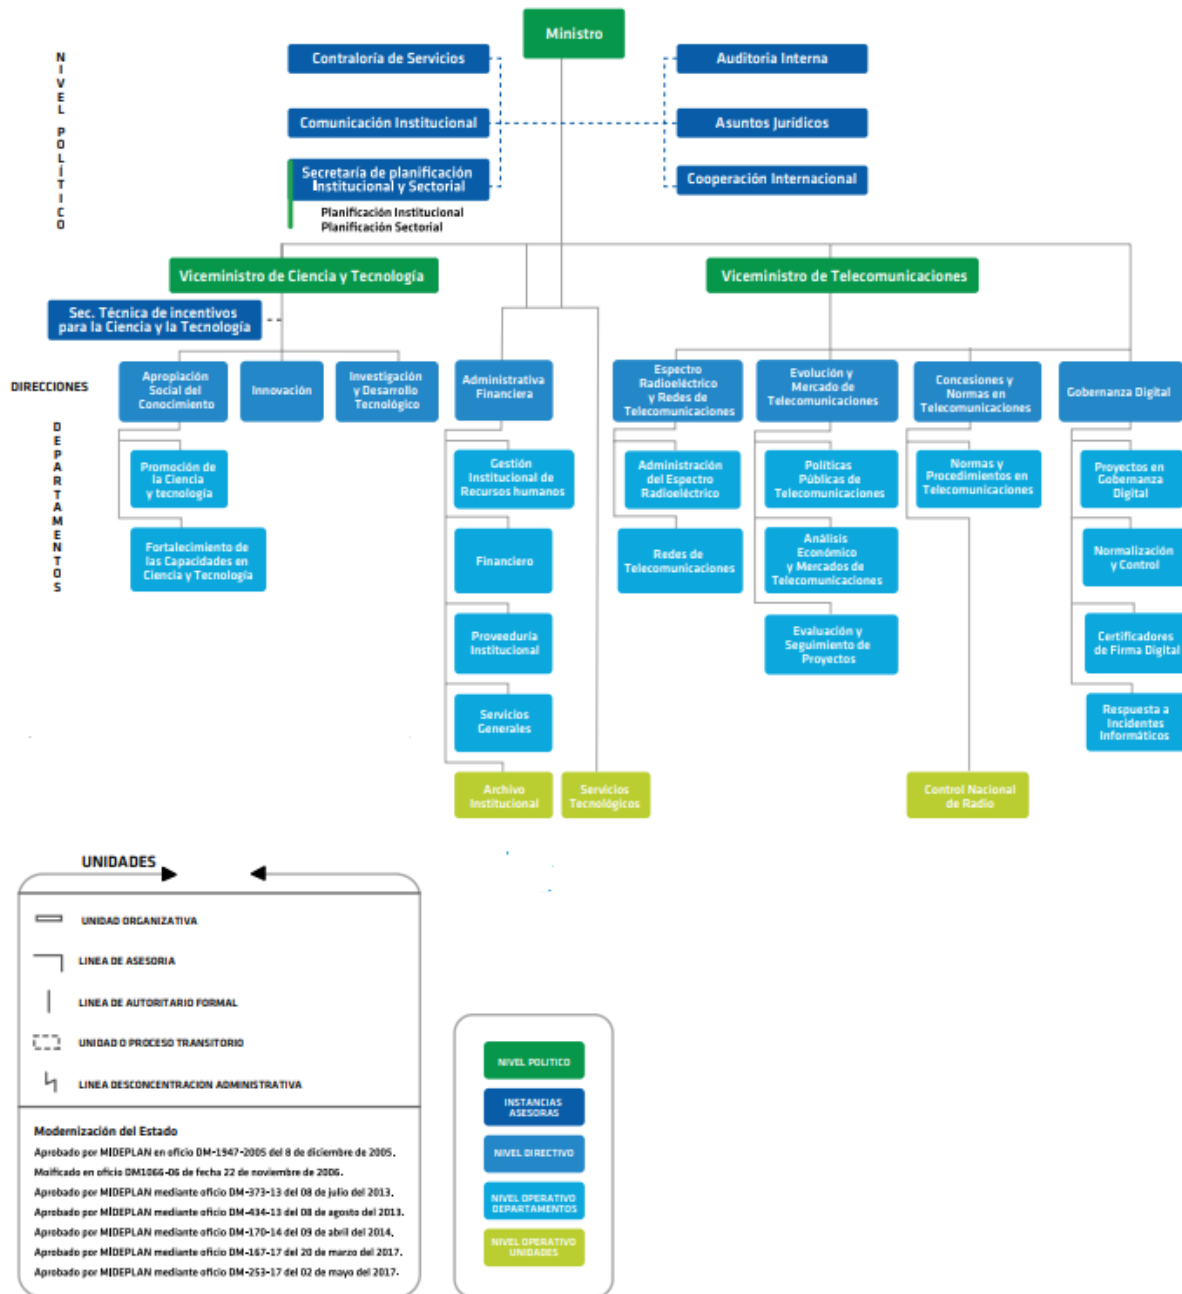 Ministro
NIVEL POLÍTICO
Contraloría de Servicios
Auditoria Interna
Comunicación Institucional
Asuntos Jurídicos
Secretaría de planificación
Institucional y Sectorial
Cooperación Internacional
Planificación Institucional
Planificación Sectorial
Viceministro de Ciencia y Tecnología
Viceministro de Telecomunicaciones
Sec. Técnica de incentivos
para la Ciencia y la Tecnología
DIRECCIONES
Apropiación
Social del
Conocimiento
Innovación
Investigación
y Desarrollo
Tecnológico
Administrativa
Financiera
Espectro
Radioeléctrico
y Redes de
Telecomunicaciones
Evolución y
Mercado de
Telecomunicaciones
Concesiones y
Normas en
Telecomunicaciones
Gobernanza Digital
DEPARTAMENTOS
Promoción de
la Ciencia
y tecnología
Gestión
Institucional de
Recursos humanos
Administración
del Espectro
Radioeléctrico
Políticas
Públicas de
Telecomunicaciones
Normas y
Procedimientos en
Telecomunicaciones
Proyectos en
Gobernanza
Digital
Fortalecimiento de
las Capacidades en
Ciencia y Tecnología
Financiero
Redes de
Telecomunicaciones
Análisis
Económico
y Mercados de
Telecomunicaciones
Normalización
y Control
Proveeduría
Institucional
Evaluación y
Seguimiento de
Proyectos
Certificadores
de Firma Digital
Servicios
Generales
Respuesta a
Incidentes
Informáticos
Archivo
Institucional
Servicios
Tecnológicos
Control Nacional
de Radio
UNIDADES
UNIDAD ORGANIZATIVA
LINEA DE ASESORIA
LINEA DE AUTORITARIO FORMAL
UNIDAD O PROCESO TRANSITORIO
LINEA DESCONCENTRACION ADMINISTRATIVA
Modernización del Estado
Aprobado por MIDEPLAN en oficio DM-1947-2005 del 8 de diciembre de 2005.
Moificado en oficio DM1066-06 de fecha 22 de noviembre de 2006.
Aprobado por MIDEPLAN mediante oficio DM-373-13 del 08 de julio del 2013.
Aprobado por MIDEPLAN mediante oficio DM-434-13 del 08 de agosto del 2013.
Aprobado por MIDEPLAN mediante oficio DM-170-14 del 09 de abril del 2014.
Aprobado por MIDEPLAN mediante oficio DM-167-17 del 20 de marzo del 2017.
Aprobado por MIDEPLAN mediante oficio DM-253-17 del 02 de mayo del 2017.
NIVEL POLITICO
INSTANCIAS
ASESORAS
NIVEL DIRECTIVO
NIVEL OPERATIVO
DEPARTAMENTOS
NIVEL OPERATIVO
UNIDADES